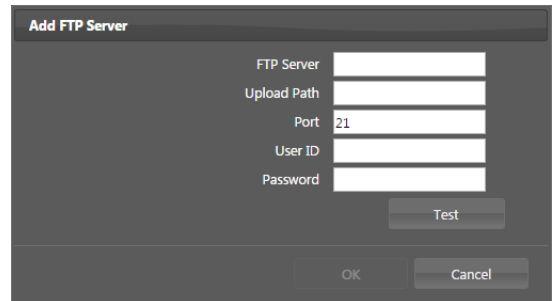 Add FTP Server
FTP Server
Upload Path
Port 21
User ID
Password
Test
OK Cancel